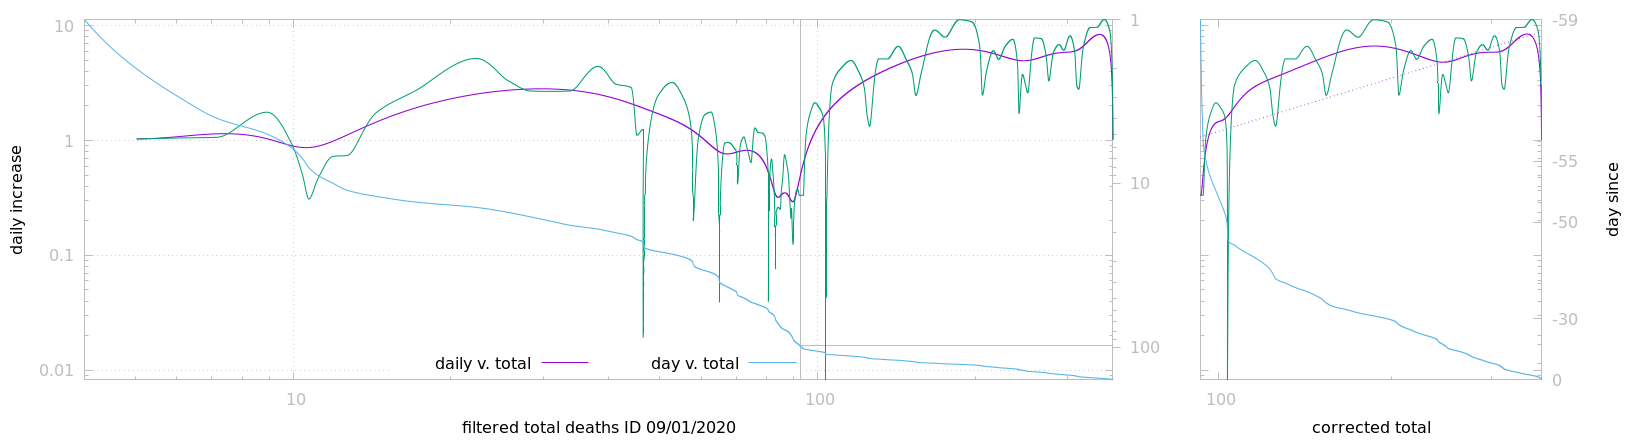 10
1
0.1
0.01
daily increase
10
100
1
10
100
daily v. total
day v. total
filtered total deaths ID 09/01/2020
100
-59
-55
-50
-30
0
day since
corrected total